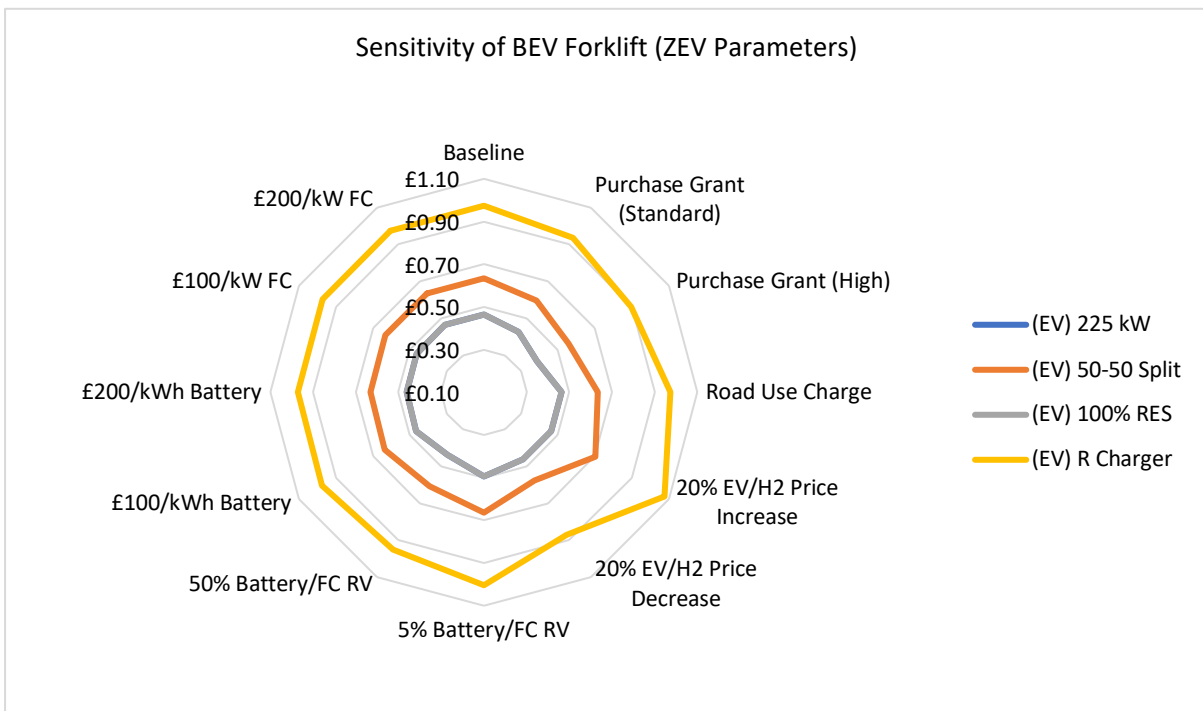 Sensitivity of BEV Forklift (ZEV Parameters)
Baseline
Purchase Grant
(Standard)
Purchase Grant (High)
Road Use Charge
20% EV/H2 Price
Increase
20% EV/H2 Price
Decrease
5% Battery/FC RV
50% Battery/FC RV
£100/kWh Battery
£200/kWh Battery
£100/kW FC
£200/kW FC
£1.10
£0.90
£0.70
£0.50
£0.30
£0.10
(EV) 225 kW
(EV) 50-50 Split
(EV) 100% RES
(EV) R Charger